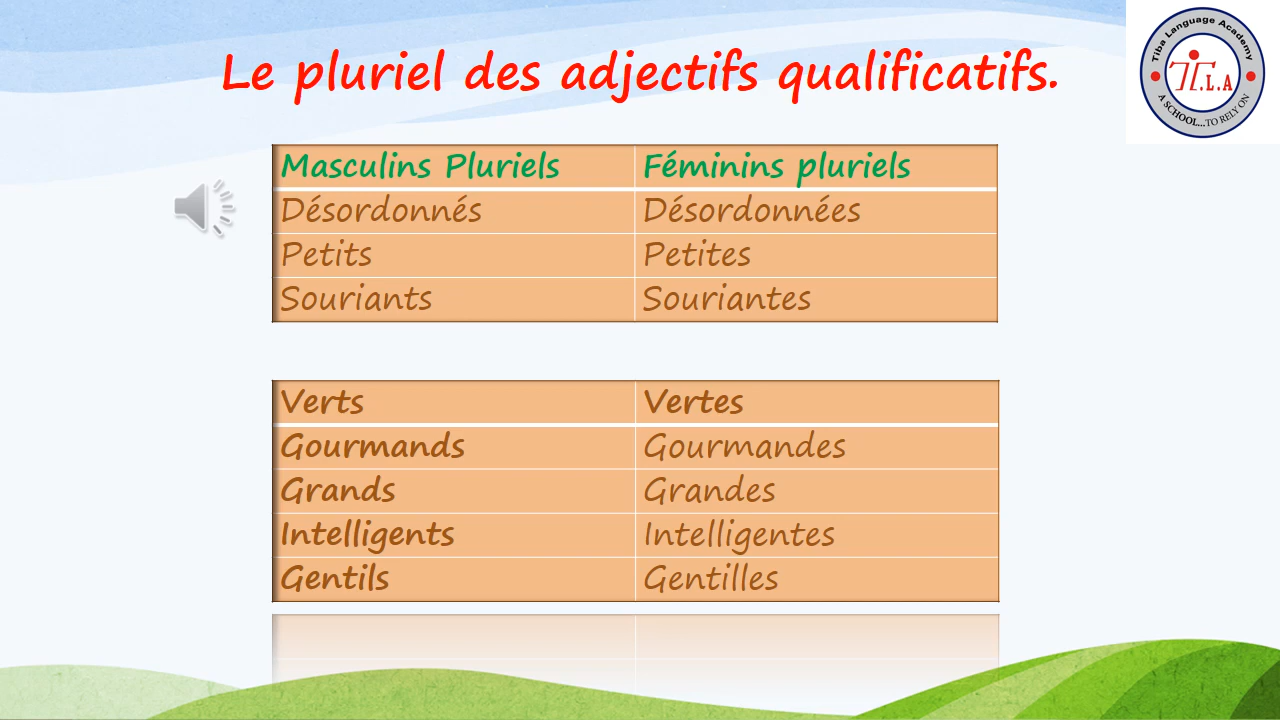 Le pluriel des adjectifs qualificatifs.
Tiba Language Academy
T.L.A
A SCHOOL...TO RELY ON
Masculins Pluriels Féminins pluriels
Désordonnés Désordonnées
Petits Petites
Souriants Souriantes
Verts Vertes
Gourmands Gourmandes
Grands Grandes
Intelligents Intelligentes
Gentils Gentilles